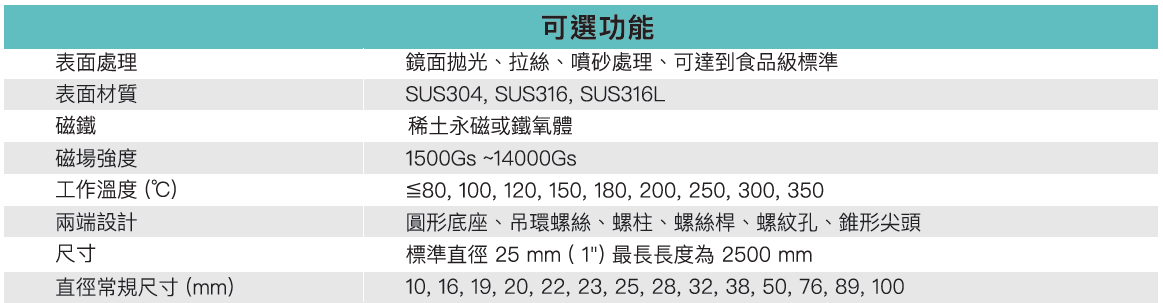 可選功能
表面處理 鏡面拋光、拉絲、噴砂處理、可達到食品級標準
表面材質 SUS304, SUS316, SUS316L
磁鐵 稀土永磁或鐵氧體
磁場強度 1500Gs ~14000Gs
工作溫度 (℃) ≦80, 100, 120, 150, 180, 200, 250, 300, 350
兩端設計 圓形底座、吊環螺絲、螺柱、螺絲桿、螺紋孔、錐形尖頭
尺寸 標準直徑 25 mm ( 1") 最長長度為 2500 mm
直徑常規尺寸 (mm) 10, 16, 19, 20, 22, 23, 25, 28, 32, 38, 50, 76, 89, 100